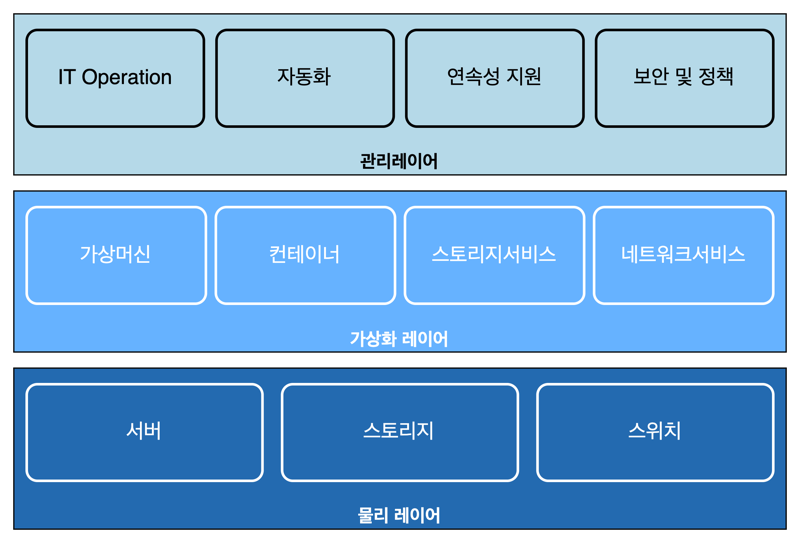 IT Operation
자동화
연속성 지원
보안 및 정책
관리레이어
가상머신
컨테이너
스토리지서비스
네트워크서비스
가상화 레이어
서버
스토리지
스위치
물리 레이어